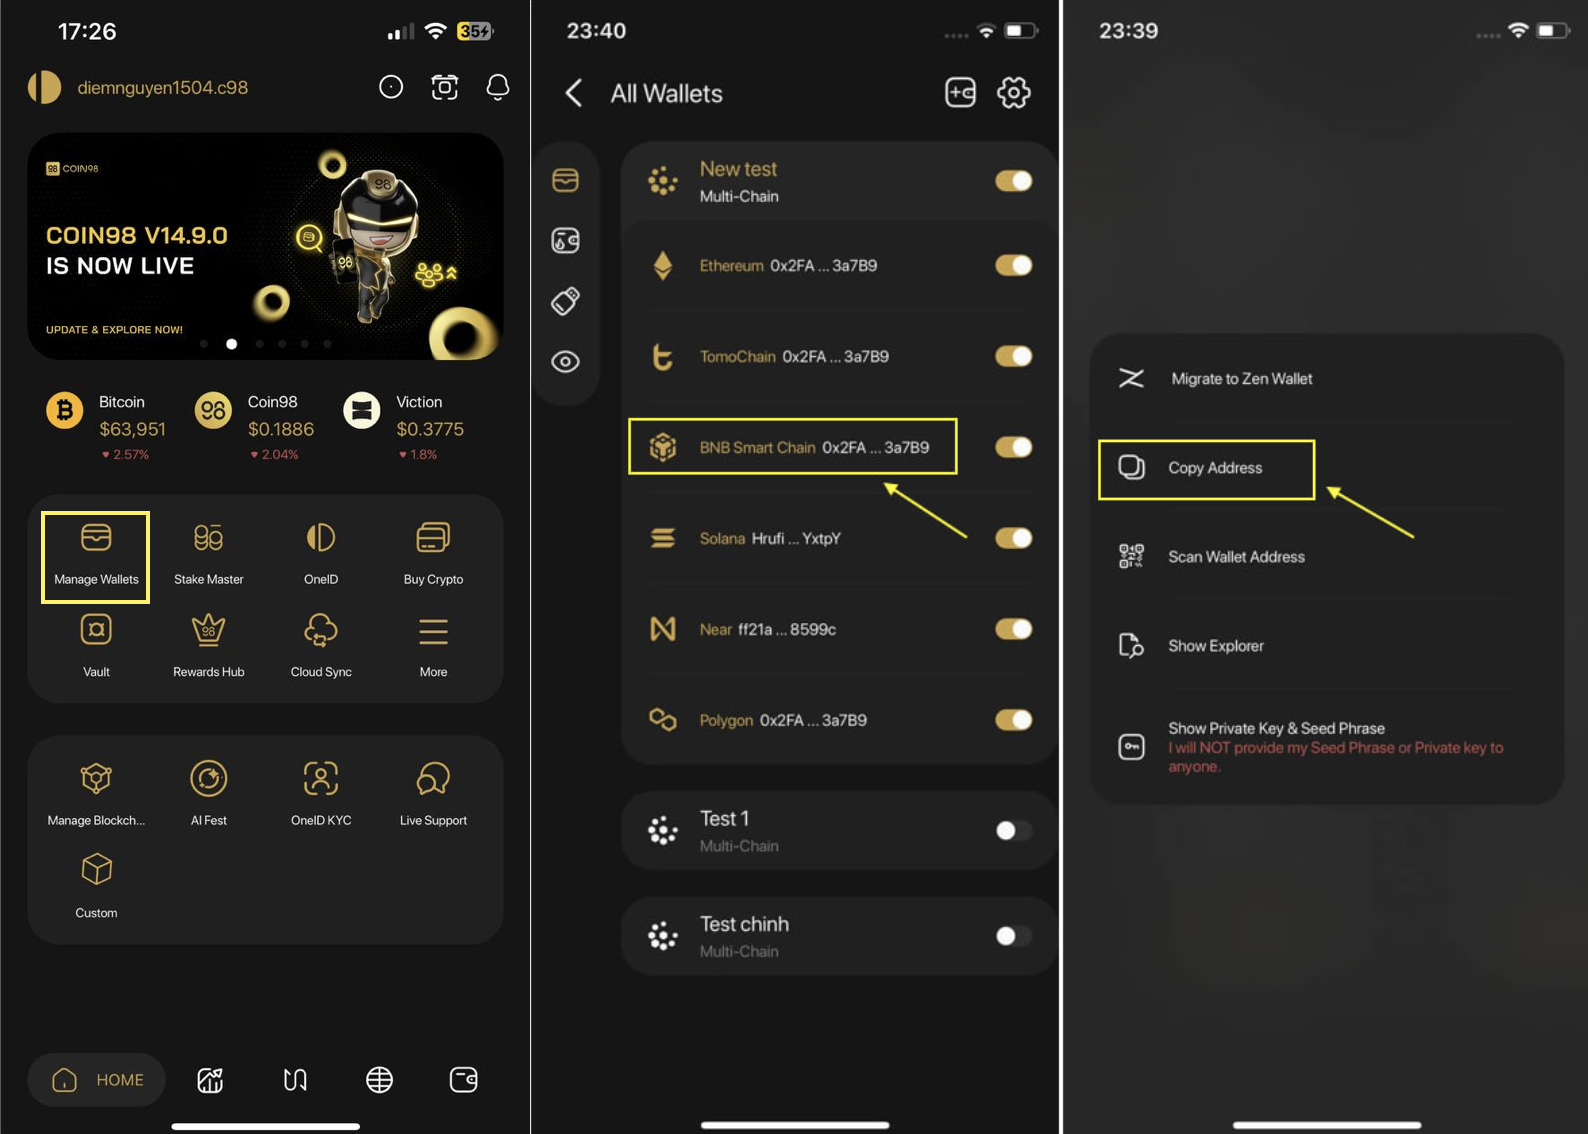 17:26
35
diemnguyen1504.c98
98 COIN98
COIN98 V14.9.0
IS NOW LIVE
UPDATE & EXPLORE NOW!
98
98
Bitcoin
$63,951
2.57%
98
Coin98
$0.1886
2.04%
Viction
$0.3775
1.8%
Manage Wallets
Stake Master
OneID
Buy Crypto
98
Vault
Rewards Hub
Cloud Sync
More
Manage Blockch...
AI Fest
OneID KYC
Live Support
Custom
HOME
23:40
All Wallets
New test
Multi-Chain
Ethereum 0x2FA ... 3a7B9
TomoChain 0x2FA ... 3a7B9
BNB Smart Chain 0x2FA ... 3a7B9
Solana Hrufi ... YxtpY
Near ff21a ... 8599c
Polygon 0x2FA ... 3a7B9
Test 1
Multi-Chain
Test chinh
Multi-Chain
23:39
Migrate to Zen Wallet
Copy Address
Scan Wallet Address
Show Explorer
Show Private Key & Seed Phrase
I will NOT provide my Seed Phrase or Private key to
anyone.